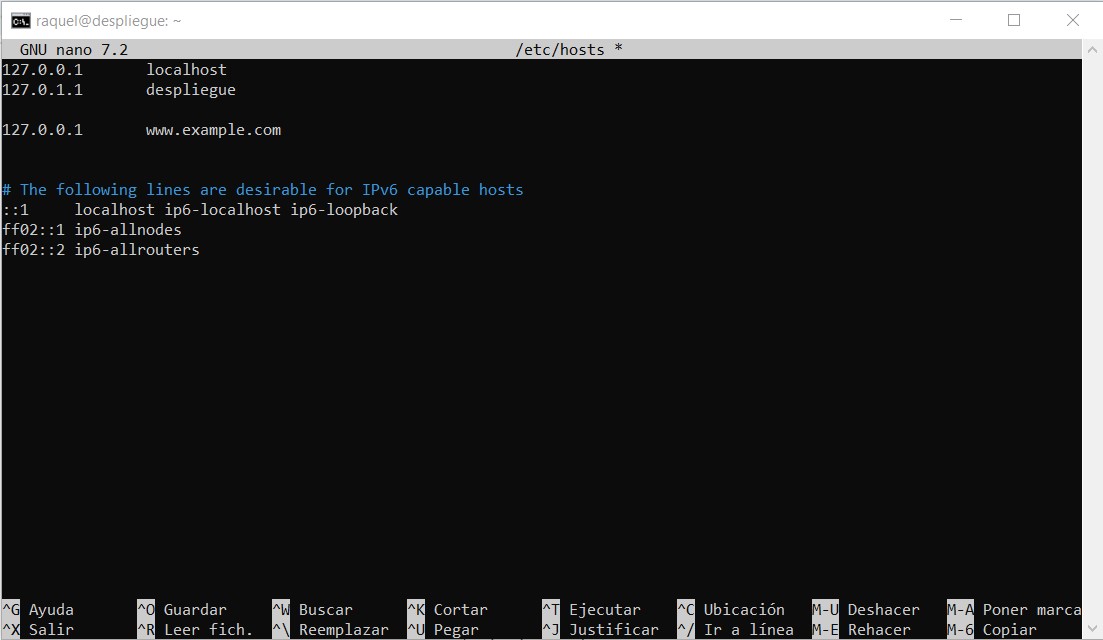 raquel@despliegue: ~
GNU nano 7.2 /etc/hosts *
127.0.0.1 localhost
127.0.1.1 despliegue
127.0.0.1 www.example.com
# The following lines are desirable for IPv6 capable hosts
::1 localhost ip6-localhost ip6-loopback
ff02::1 ip6-allnodes
ff02::2 ip6-allrouters
^G Ayuda ^O Guardar ^W Buscar ^K Cortar ^T Ejecutar ^C Ubicación M-U Deshacer M-A Poner marca
^X Salir ^R Leer fich. ^\ Reemplazar ^U Pegar ^J Justificar ^/ Ir a línea M-E Rehacer M-6 Copiar